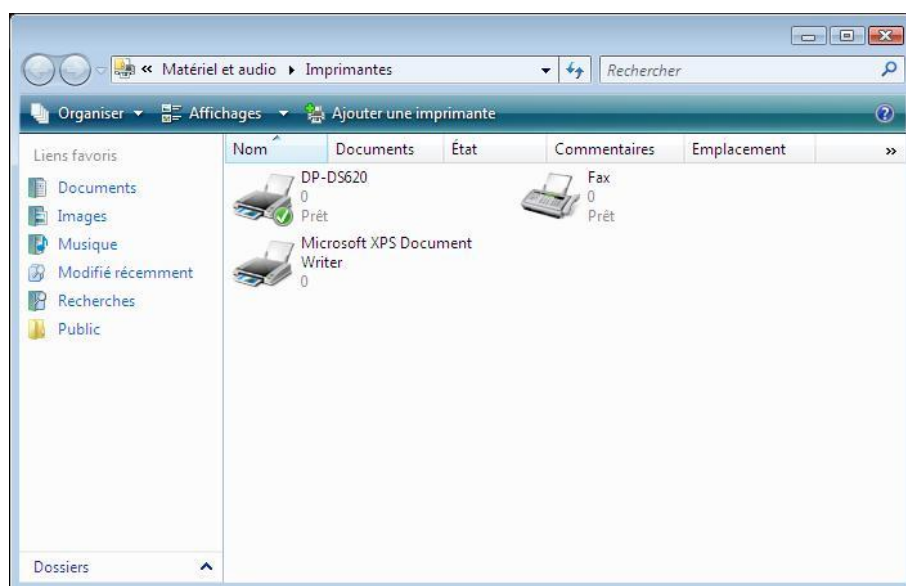 « Matériel et audio Imprimantes Rechercher
Organiser Affichages Ajouter une imprimante
Liens favoris
Documents
Images
Musique
Modifié récemment
Recherches
Public
Dossiers
Nom Documents État Commentaires Emplacement »
DP-DS620
0
Prêt
Fax
0
Prêt
Microsoft XPS Document
Writer
0